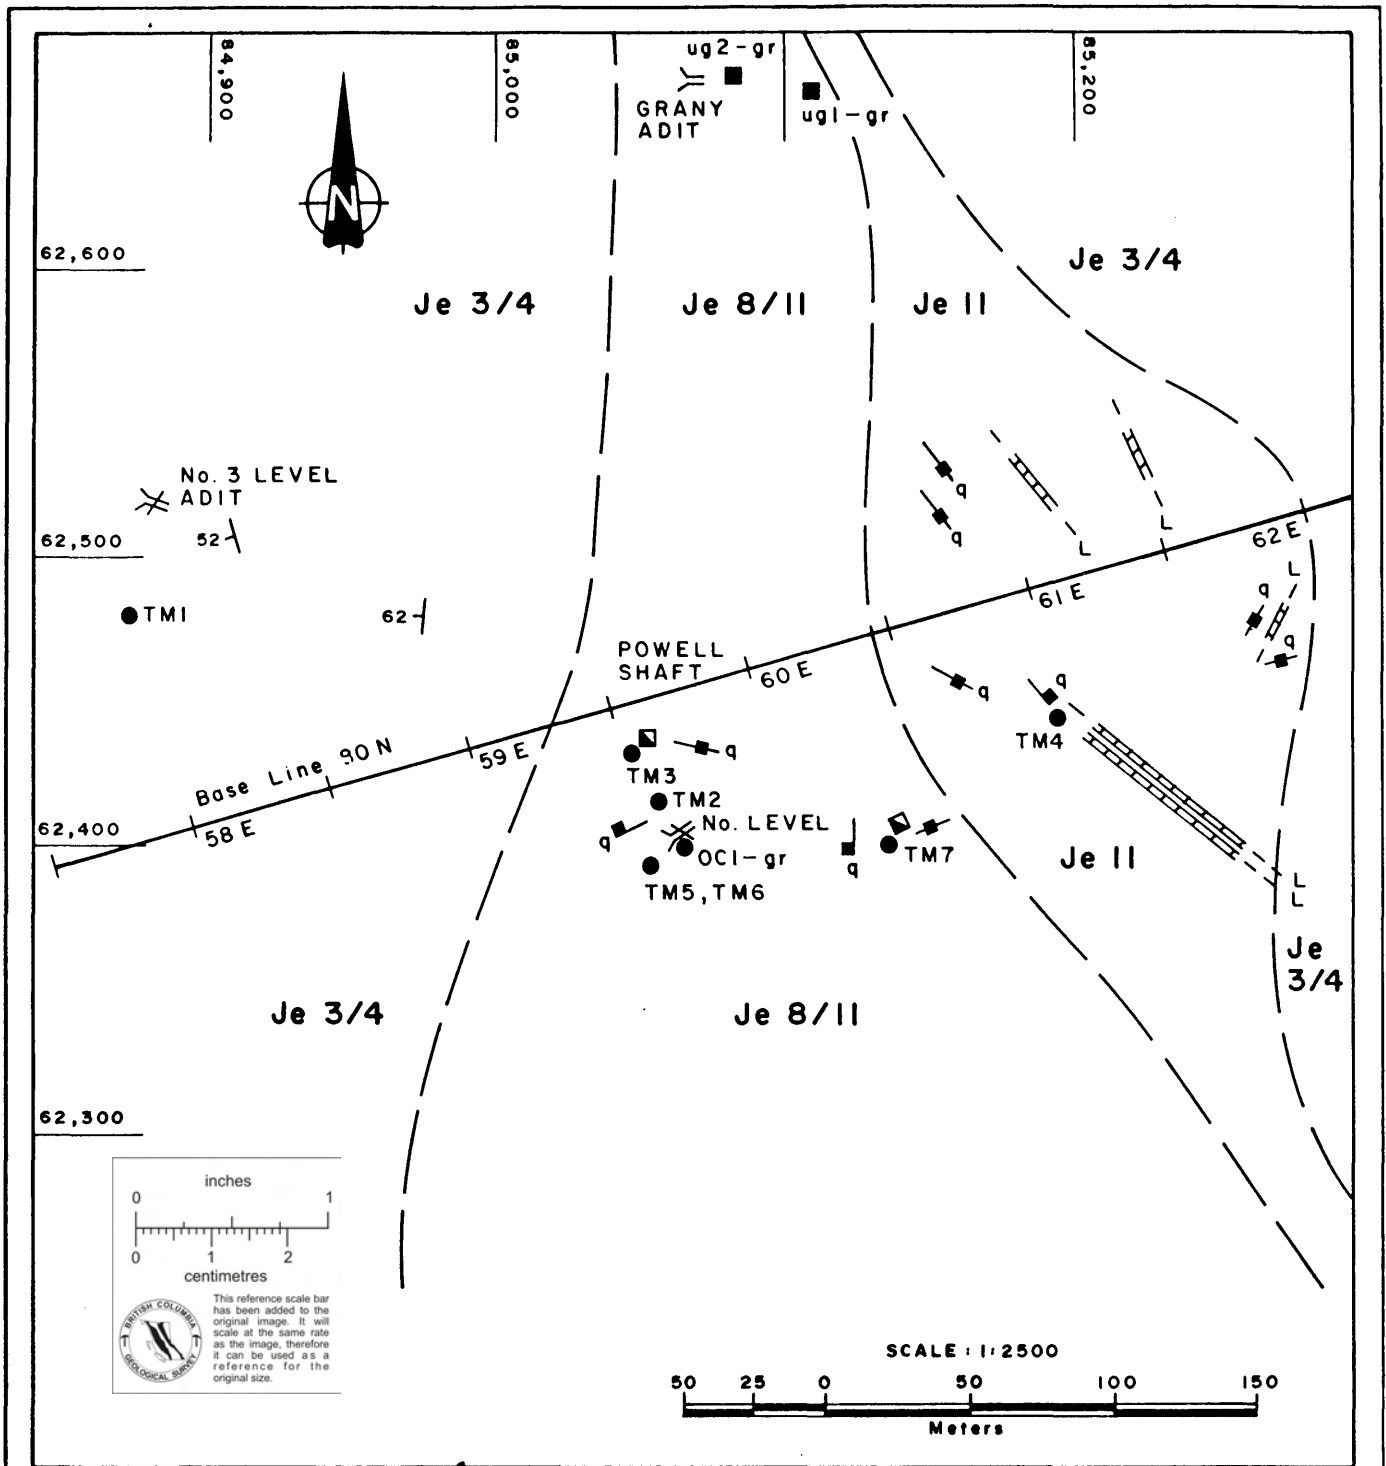 84,900
85,000
85,200
ug2-gr
GRANY
ADIT
ug1-gr
N
62,600
Je 3/4
Je 3/4
Je 8/11
Je 11
No. 3 LEVEL
ADIT
52
62,500
q
q
L
L
62 E
L
q
q
61 E
TM1
62
POWELL
SHAFT
60 E
q
q
TM4
59 E
Base Line 90 N
58 E
q
TM3
TM2
62,400
q
No. LEVEL
OC1-gr
TM5, TM6
q
TM7
Je 11
L
L
Je
3/4
Je 3/4
Je 8/11
62,300
inches
0 1
0 1 2
centimetres
BRITISH COLUMBIA
GEOLOGICAL SURVEY
This reference scale bar
has been added to the
original image. It will
scale at the same rate
as the image, therefore
it can be used as a
reference for the
original size.
SCALE : 1:2500
50 25 0 50 100 150
Meters